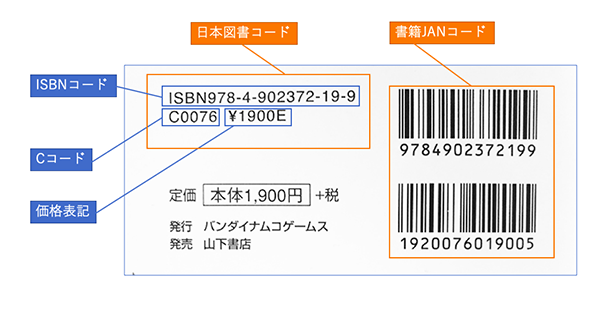 日本図書コード
書籍JANコード
ISBNコード
ISBN978-4-902372-19-9
Cコード
C0076 ¥1900E
9784902372199
価格表記
定価 本体1,900円 +税
発行 バンダイナムコゲームス
発売 山下書店
1920076019005